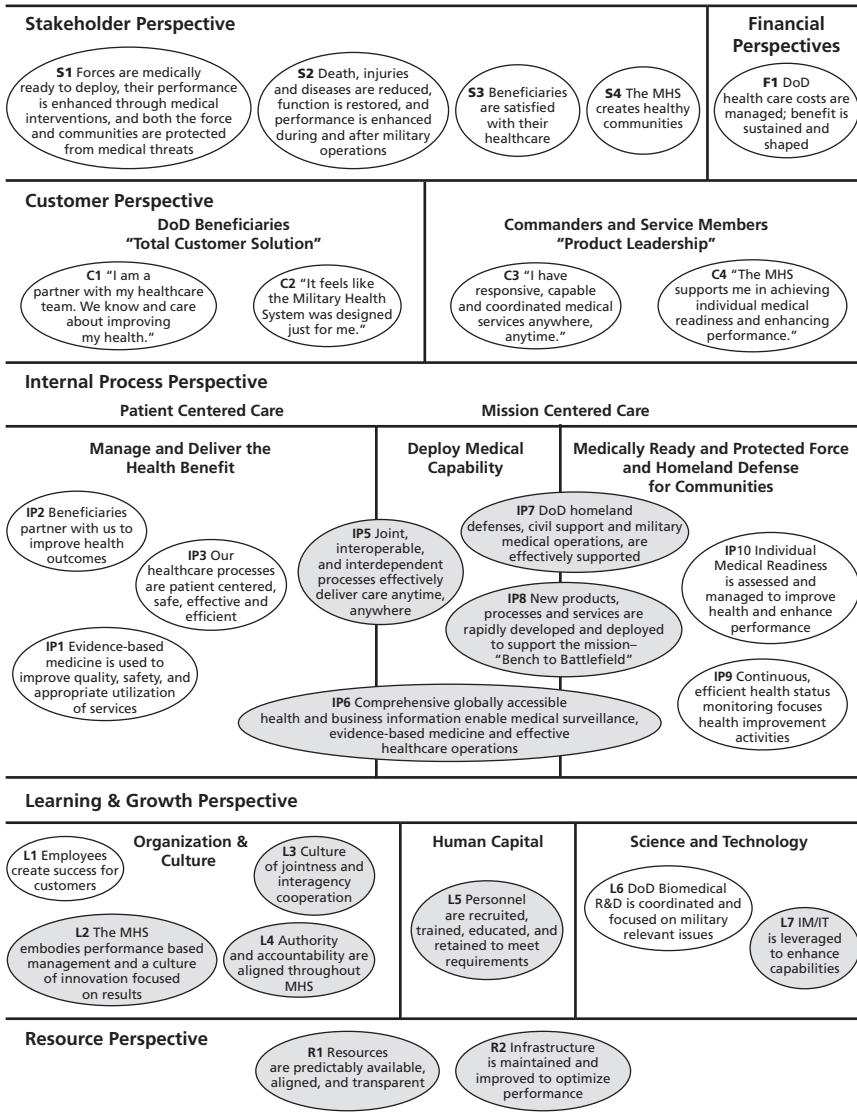 Stakeholder Perspective
S1 Forces are medically
ready to deploy, their performance
is enhanced through medical
interventions, and both the force
and communities are protected
from medical threats
S2 Death, injuries
and diseases are reduced,
function is restored, and
performance is enhanced
during and after military
operations
S3 Beneficiaries
are satisfied
with their
healthcare
S4 The MHS
creates healthy
communities
Financial
Perspectives
F1 DoD
health care costs are
managed; benefit is
sustained and
shaped
Customer Perspective
DoD Beneficiaries
"Total Customer Solution"
C1 "I am a
partner with my healthcare
team. We know and care
about improving
my health."
C2 "It feels like
the Military Health
System was designed
just for me."
Commanders and Service Members
"Product Leadership"
C3 "I have
responsive, capable
and coordinated medical
services anywhere,
anytime."
C4 "The MHS
supports me in achieving
individual medical
readiness and enhancing
performance."
Internal Process Perspective
Patient Centered Care
Mission Centered Care
Manage and Deliver the
Health Benefit
IP2 Beneficiaries
partner with us to
improve health
outcomes
IP3 Our
healthcare processes
are patient centered,
safe, effective and
efficient
IP1 Evidence-based
medicine is used to
improve quality, safety, and
appropriate utilization
of services
Deploy Medical
Capability
IP5 Joint,
interoperable,
and interdependent
processes effectively
deliver care anytime,
anywhere
Medically Ready and Protected Force
and Homeland Defense
for Communities
IP7 DoD homeland
defenses, civil support and military
medical operations, are
effectively supported
IP8 New products,
processes and services are
rapidly developed and deployed
to support the mission–
"Bench to Battlefield"
IP6 Comprehensive globally accessible
health and business information enable medical surveillance,
evidence-based medicine and effective
healthcare operations
IP10 Individual
Medical Readiness
is assessed and
managed to improve
health and enhance
performance
IP9 Continuous,
efficient health status
monitoring focuses
health improvement
activities
Learning & Growth Perspective
Organization &
Culture
L1 Employees
create success for
customers
L3 Culture
of jointness and
interagency
cooperation
L2 The MHS
embodies performance based
management and a culture
of innovation focused
on results
L4 Authority
and accountability are
aligned throughout
MHS
Human Capital
L5 Personnel
are recruited,
trained, educated, and
retained to meet
requirements
Science and Technology
L6 DoD Biomedical
R&D is coordinated and
focused on military
relevant issues
L7 IM/IT
is leveraged
to enhance
capabilities
Resource Perspective
R1 Resources
are predictably available,
aligned, and transparent
R2 Infrastructure
is maintained and
improved to optimize
performance